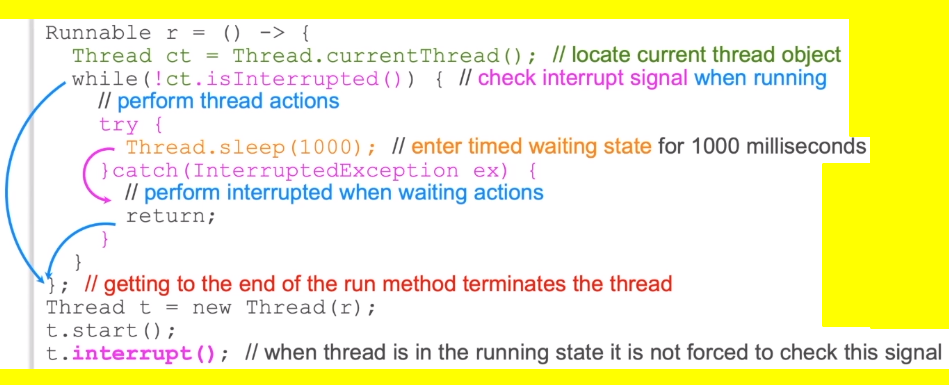 Runnable r = () -> {
Thread ct = Thread.currentThread(); // locate current thread object
while(!ct.isInterrupted()) { // check interrupt signal when running
// perform thread actions
try {
Thread.sleep(1000); // enter timed waiting state for 1000 milliseconds
}catch(InterruptedException ex) {
// perform interrupted when waiting actions
return;
}
}
}; // getting to the end of the run method terminates the thread
Thread t = new Thread(r);
t.start();
t.interrupt(); // when thread is in the running state it is not forced to check this signal